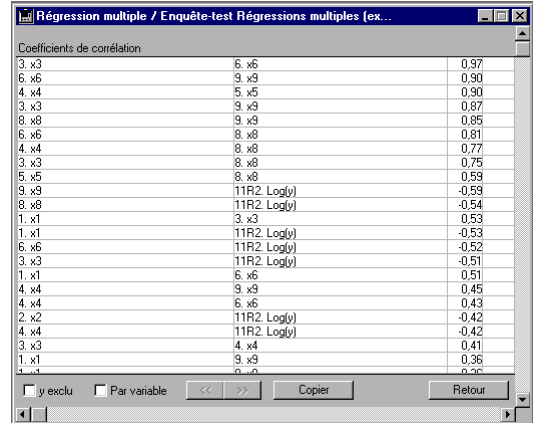 Régression multiple / Enquête-test Régressions multiples (ex...
Coefficients de corrélation
3. x3 6. x6 0,97
6. x6 9. x9 0,90
4. x4 5. x5 0,90
3. x3 9. x9 0,87
8. x8 9. x9 0,85
6. x6 8. x8 0,81
4. x4 8. x8 0,77
3. x3 8. x8 0,75
5. x5 8. x8 0,59
9. x9 11R2. Log(y) -0,59
8. x8 11R2. Log(y) -0,54
1. x1 3. x3 0,53
1. x1 11R2. Log(y) -0,53
6. x6 11R2. Log(y) -0,52
3. x3 11R2. Log(y) -0,51
1. x1 6. x6 0,51
4. x4 9. x9 0,45
4. x4 6. x6 0,43
2. x2 11R2. Log(y) -0,42
4. x4 11R2. Log(y) -0,42
3. x3 4. x4 0,41
1. x1 9. x9 0,36
y exclu Par variable << >> Copier Retour